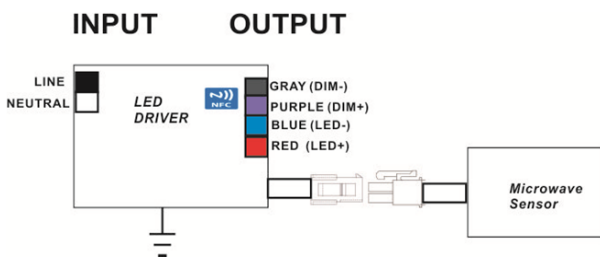 INPUT OUTPUT
LINE
NEUTRAL
LED
DRIVER
NFC
GRAY (DIM-)
PURPLE (DIM+)
BLUE (LED-)
RED (LED+)
Microwave
Sensor